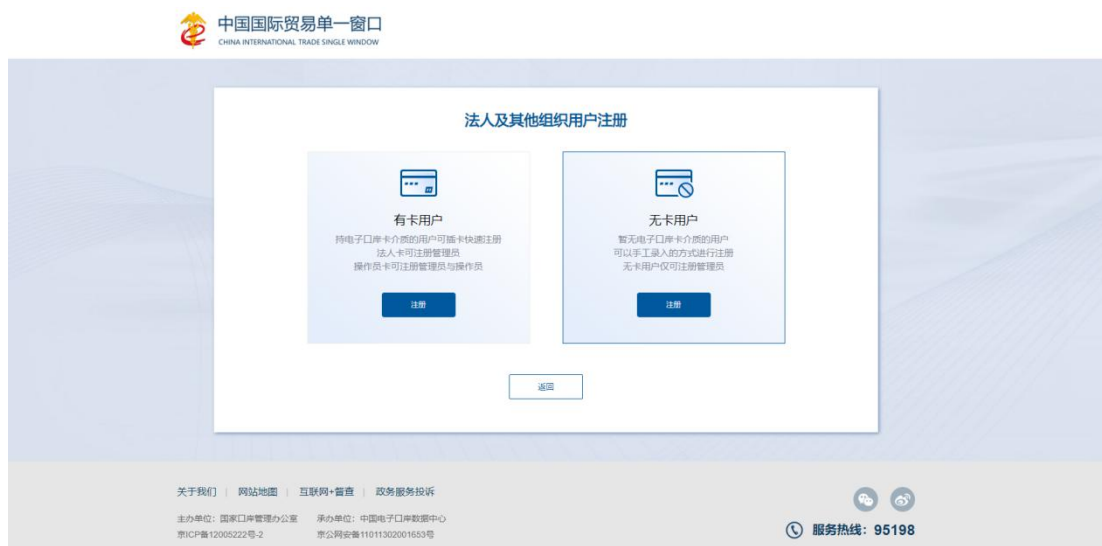 中国国际贸易单一窗口
CHINA INTERNATIONAL TRADE SINGLE WINDOW
法人及其他组织用户注册
有卡用户
持电子口岸卡介质的用户可插卡快速注册
法人卡可注册管理员
操作员卡可注册管理员与操作员
注册
无卡用户
暂无电子口岸卡介质的用户
可以手工录入的方式进行注册
无卡用户仅可注册管理员
注册
返回
关于我们 | 网站地图 | 互联网+督查 | 政务服务投诉
主办单位：国家口岸管理办公室 承办单位：中国电子口岸数据中心
京ICP备12005222号-2 京公网安备11011302001653号
服务热线：95198